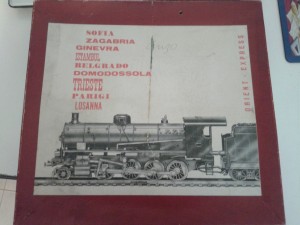 SOFIA
ZAGABRIA
GINEVRA
ISTANBUL
BELGRADO
DOMODOSSOLA
TRIESTE
PARIGI
LOSANNA
ORIENT - EXPRESS